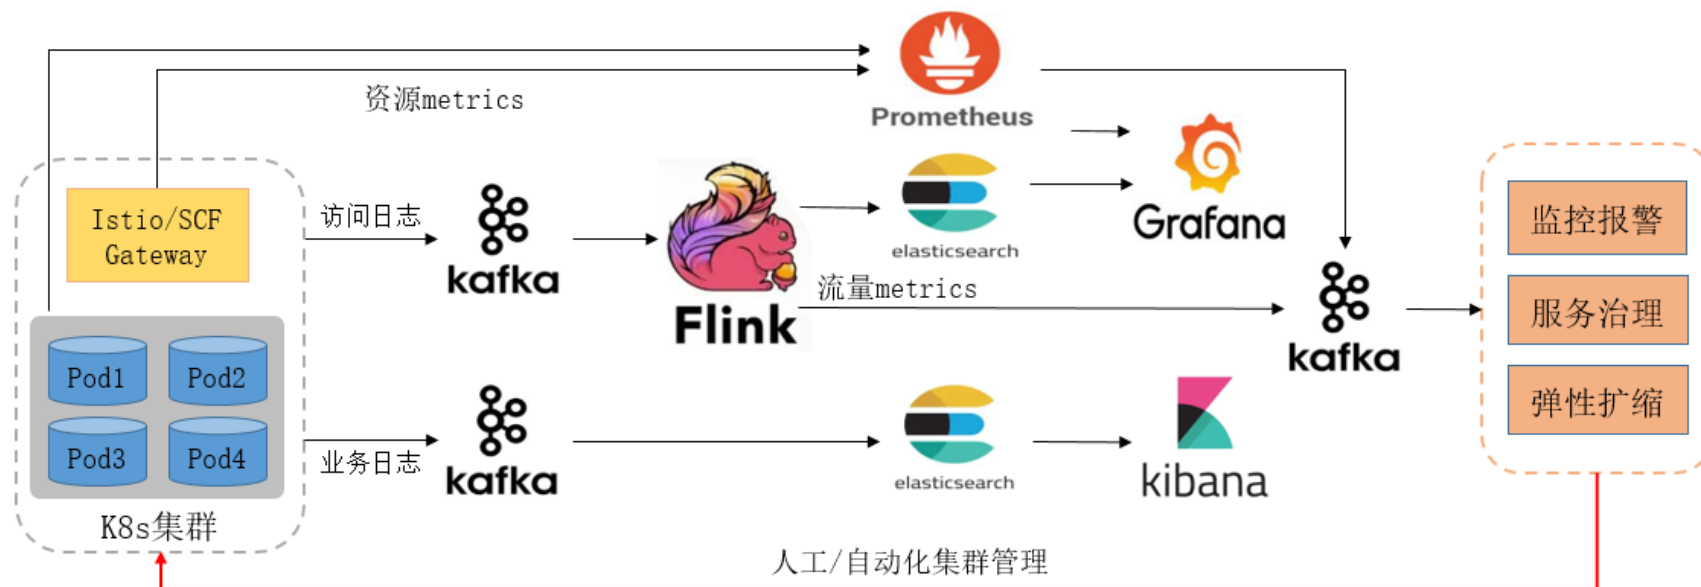 Prometheus
资源metrics
Istio/SCF
Gateway
访问日志
kafka
Flink
elasticsearch
Grafana
流量metrics
kafka
监控报警
服务治理
弹性扩缩
Pod1
Pod2
Pod3
Pod4
K8s集群
业务日志
kafka
elasticsearch
kibana
人工/自动化集群管理